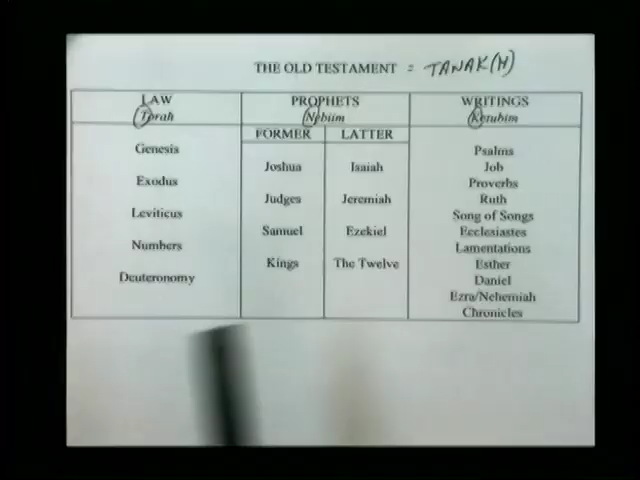 THE OLD TESTAMENT = TANAK(H)
LAW PROPHETS WRITINGS
Torah Nebiim Ketubim
FORMER LATTER
Genesis
Exodus
Leviticus
Numbers
Deuteronomy
Joshua
Judges
Samuel
Kings
Isaiah
Jeremiah
Ezekiel
The Twelve
Psalms
Job
Proverbs
Ruth
Song of Songs
Ecclesiastes
Lamentations
Esther
Daniel
Ezra/Nehemiah
Chronicles